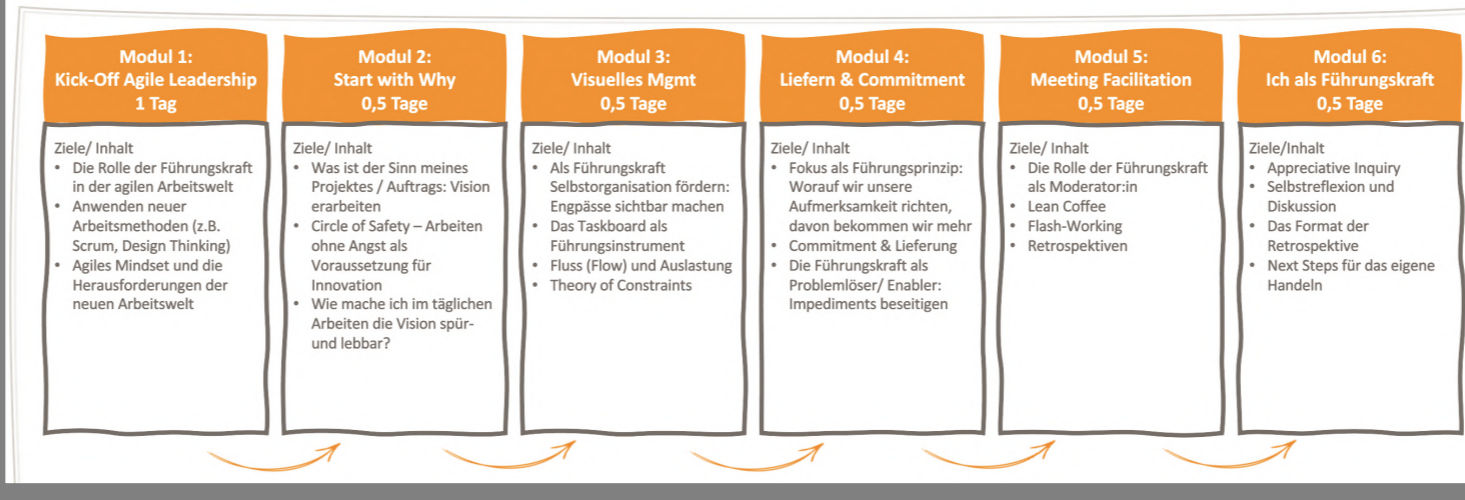 Modul 1:
Kick-Off Agile Leadership
1 Tag
Ziele/ Inhalt
• Die Rolle der Führungskraft
in der agilen Arbeitswelt
• Anwenden neuer
Arbeitsmethoden (z.B.
Scrum, Design Thinking)
• Agiles Mindset und die
Herausforderungen der
neuen Arbeitswelt
Modul 2:
Start with Why
0,5 Tage
Ziele/ Inhalt
• Was ist der Sinn meines
Projektes / Auftrags: Vision
erarbeiten
• Circle of Safety – Arbeiten
ohne Angst als
Voraussetzung für
Innovation
• Wie mache ich im täglichen
Arbeiten die Vision spür-
und lebbar?
Modul 3:
Visuelles Mgmt
0,5 Tage
Ziele/ Inhalt
• Als Führungskraft
Selbstorganisation fördern:
Engpässe sichtbar machen
• Das Taskboard als
Führungsinstrument
• Fluss (Flow) und Auslastung
• Theory of Constraints
Modul 4:
Liefern & Commitment
0,5 Tage
Ziele/ Inhalt
• Fokus als Führungsprinzip:
Worauf wir unsere
Aufmerksamkeit richten,
davon bekommen wir mehr
• Commitment & Lieferung
• Die Führungskraft als
Problemlöser/ Enabler:
Impediments beseitigen
Modul 5:
Meeting Facilitation
0,5 Tage
Ziele/ Inhalt
• Die Rolle der Führungskraft
als Moderator:in
• Lean Coffee
• Flash-Working
• Retrospektiven
Modul 6:
Ich als Führungskraft
0,5 Tage
Ziele/Inhalt
• Appreciative Inquiry
• Selbstreflexion und
Diskussion
• Das Format der
Retrospektive
• Next Steps für das eigene
Handeln